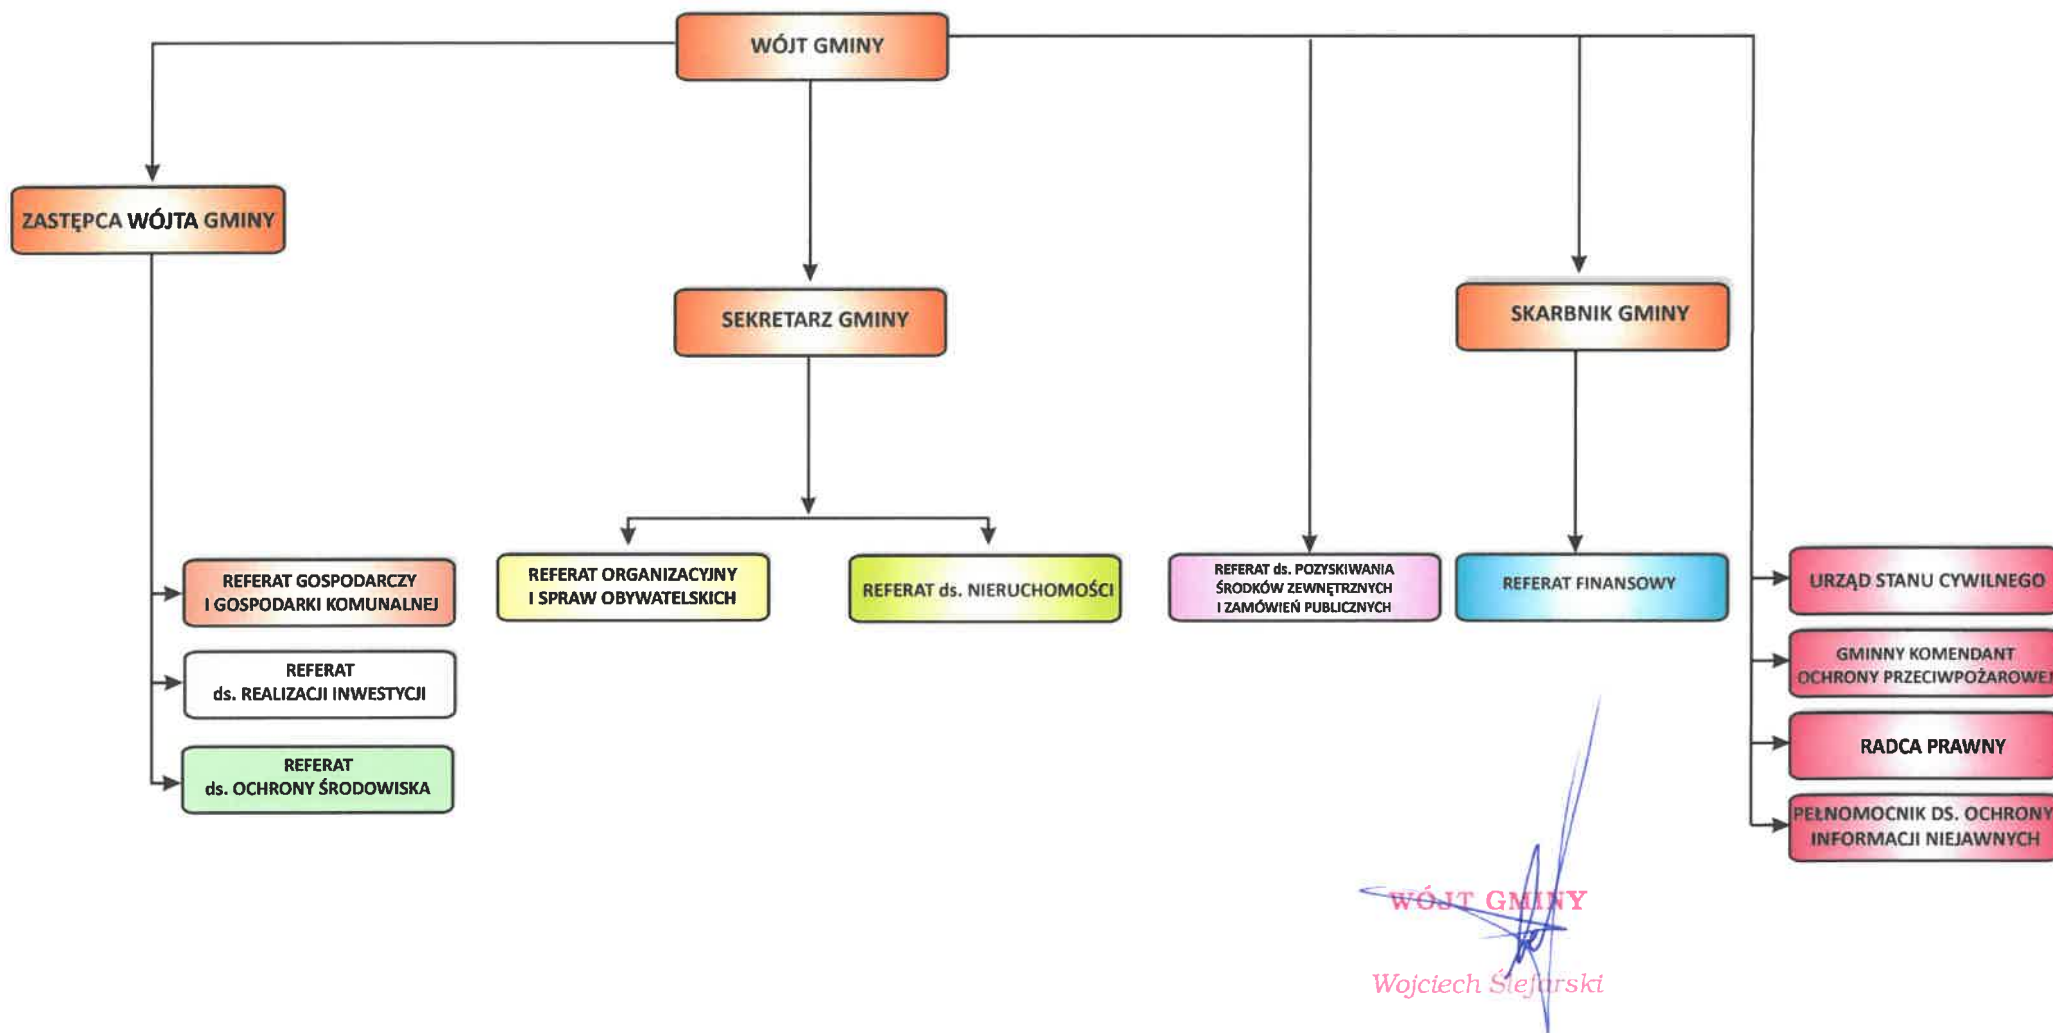 WÓJT GMINY
ZASTĘPCA WÓJTA GMINY
SEKRETARZ GMINY
SKARBNIK GMINY
REFERAT GOSPODARCZY
I GOSPODARKI KOMUNALNEJ
REFERAT
ds. REALIZACJI INWESTYCJI
REFERAT
ds. OCHRONY ŚRODOWISKA
REFERAT ORGANIZACYJNY
I SPRAW OBYWATELSKICH
REFERAT ds. NIERUCHOMOŚCI
REFERAT ds. POZYSKIWANIA
ŚRODKÓW ZEWNĘTRZNYCH
I ZAMÓWIEŃ PUBLICZNYCH
REFERAT FINANSOWY
URZĄD STANU CYWILNEGO
GMINNY KOMENDANT
OCHRONY PRZECIWPOŻAROWEJ
RADCA PRAWNY
PEŁNOMOCNIK DS. OCHRONY
INFORMACJI NIEJAWNYCH
WÓJT GMINY
Wojciech Ślefarski